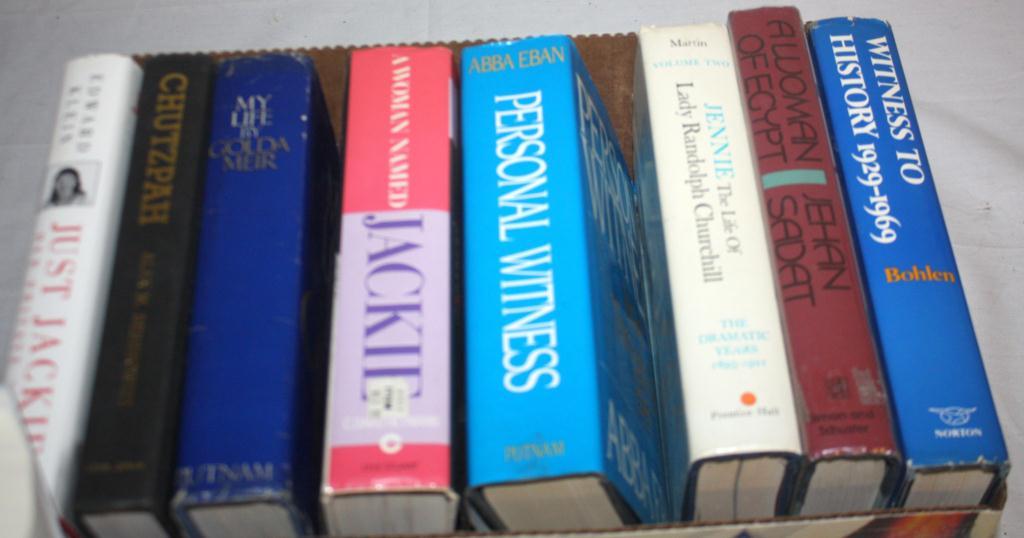 EDWARD
KLEIN
JUST JACKIE
CHUTZPAH
MY
LIFE
BY
GOLDA
MEIR
PUTNAM
A WOMAN NAMED
JACKIE
ABBA EBAN
PERSONAL WITNESS
PUTNAM
Martin
VOLUME TWO
JENNIE The Life Of
Lady Randolph Churchill
THE
DRAMATIC
YEARS
1895-1921
Prentice-Hall
A WOMAN
OF EGYPT
JEHAN
SADAT
Simon and
Schuster
WITNESS TO
HISTORY 1929-1969
Bohlen
NORTON